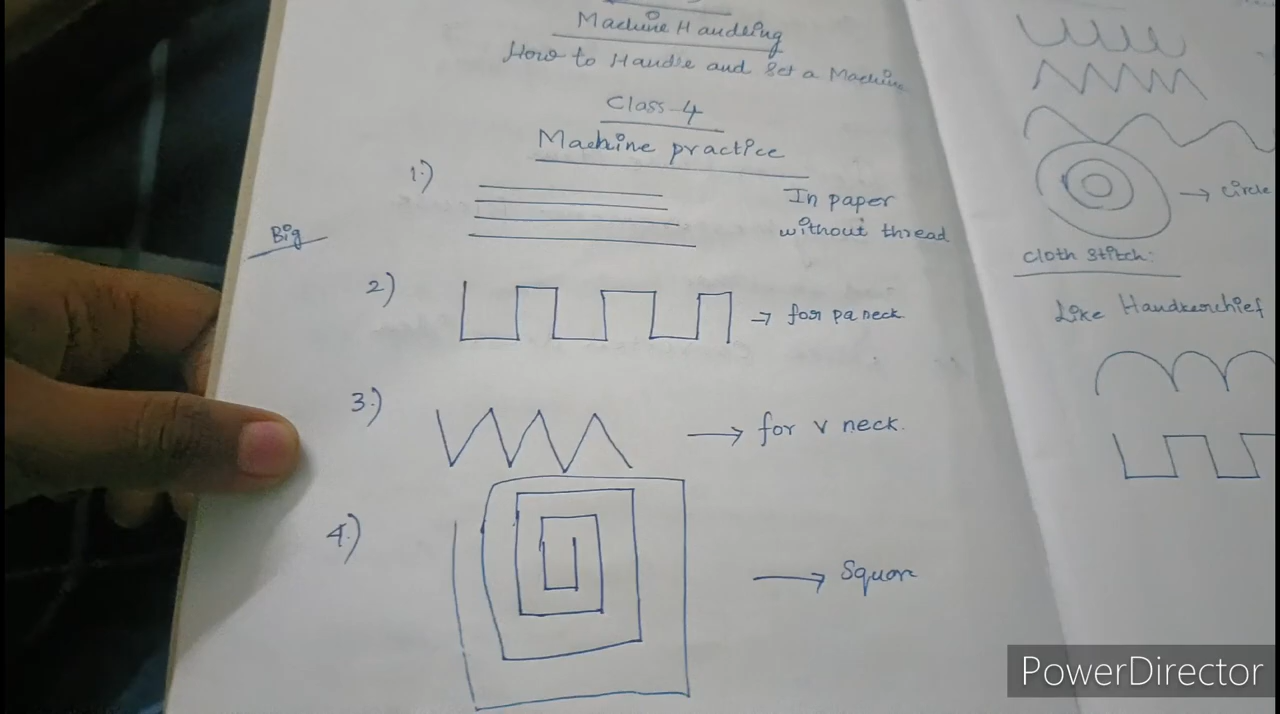 Machine Handling
How to Handle and Set a Machine
Class-4
Machine practice
1.)
In paper
without thread
Big
2)
→ for pa neck
3.)
→ for v neck.
4.)
→ Square
→ Circle
Cloth Stitch:
Like Handkerchief
PowerDirector